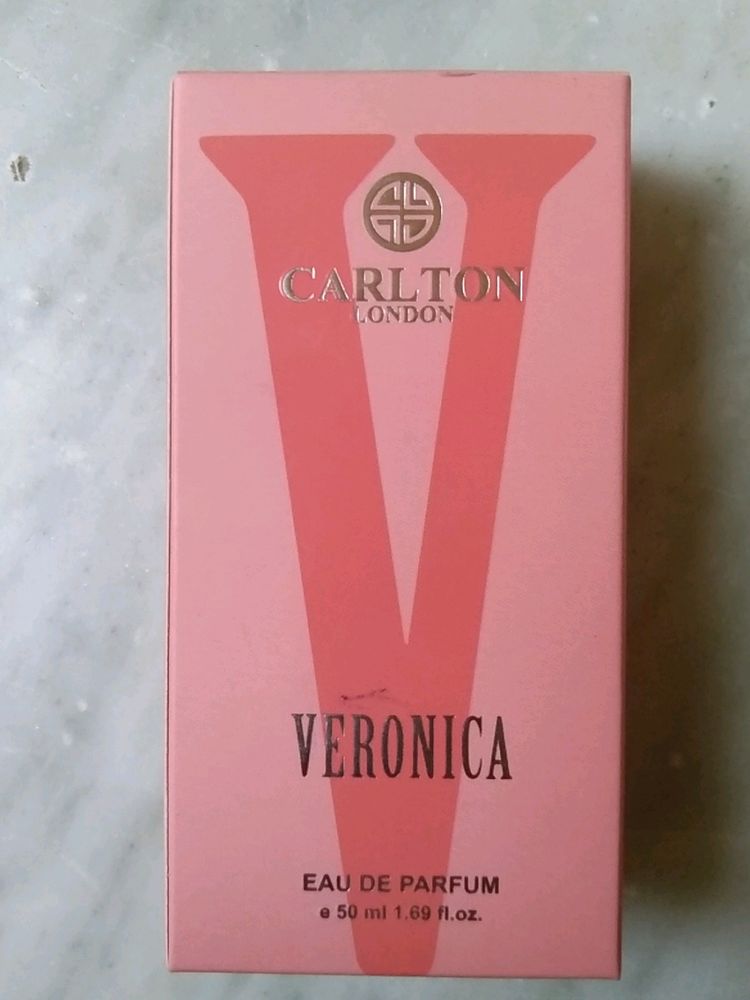 V
CARLTON
LONDON
VERONICA
EAU DE PARFUM
e 50 ml 1.69 fl.oz.